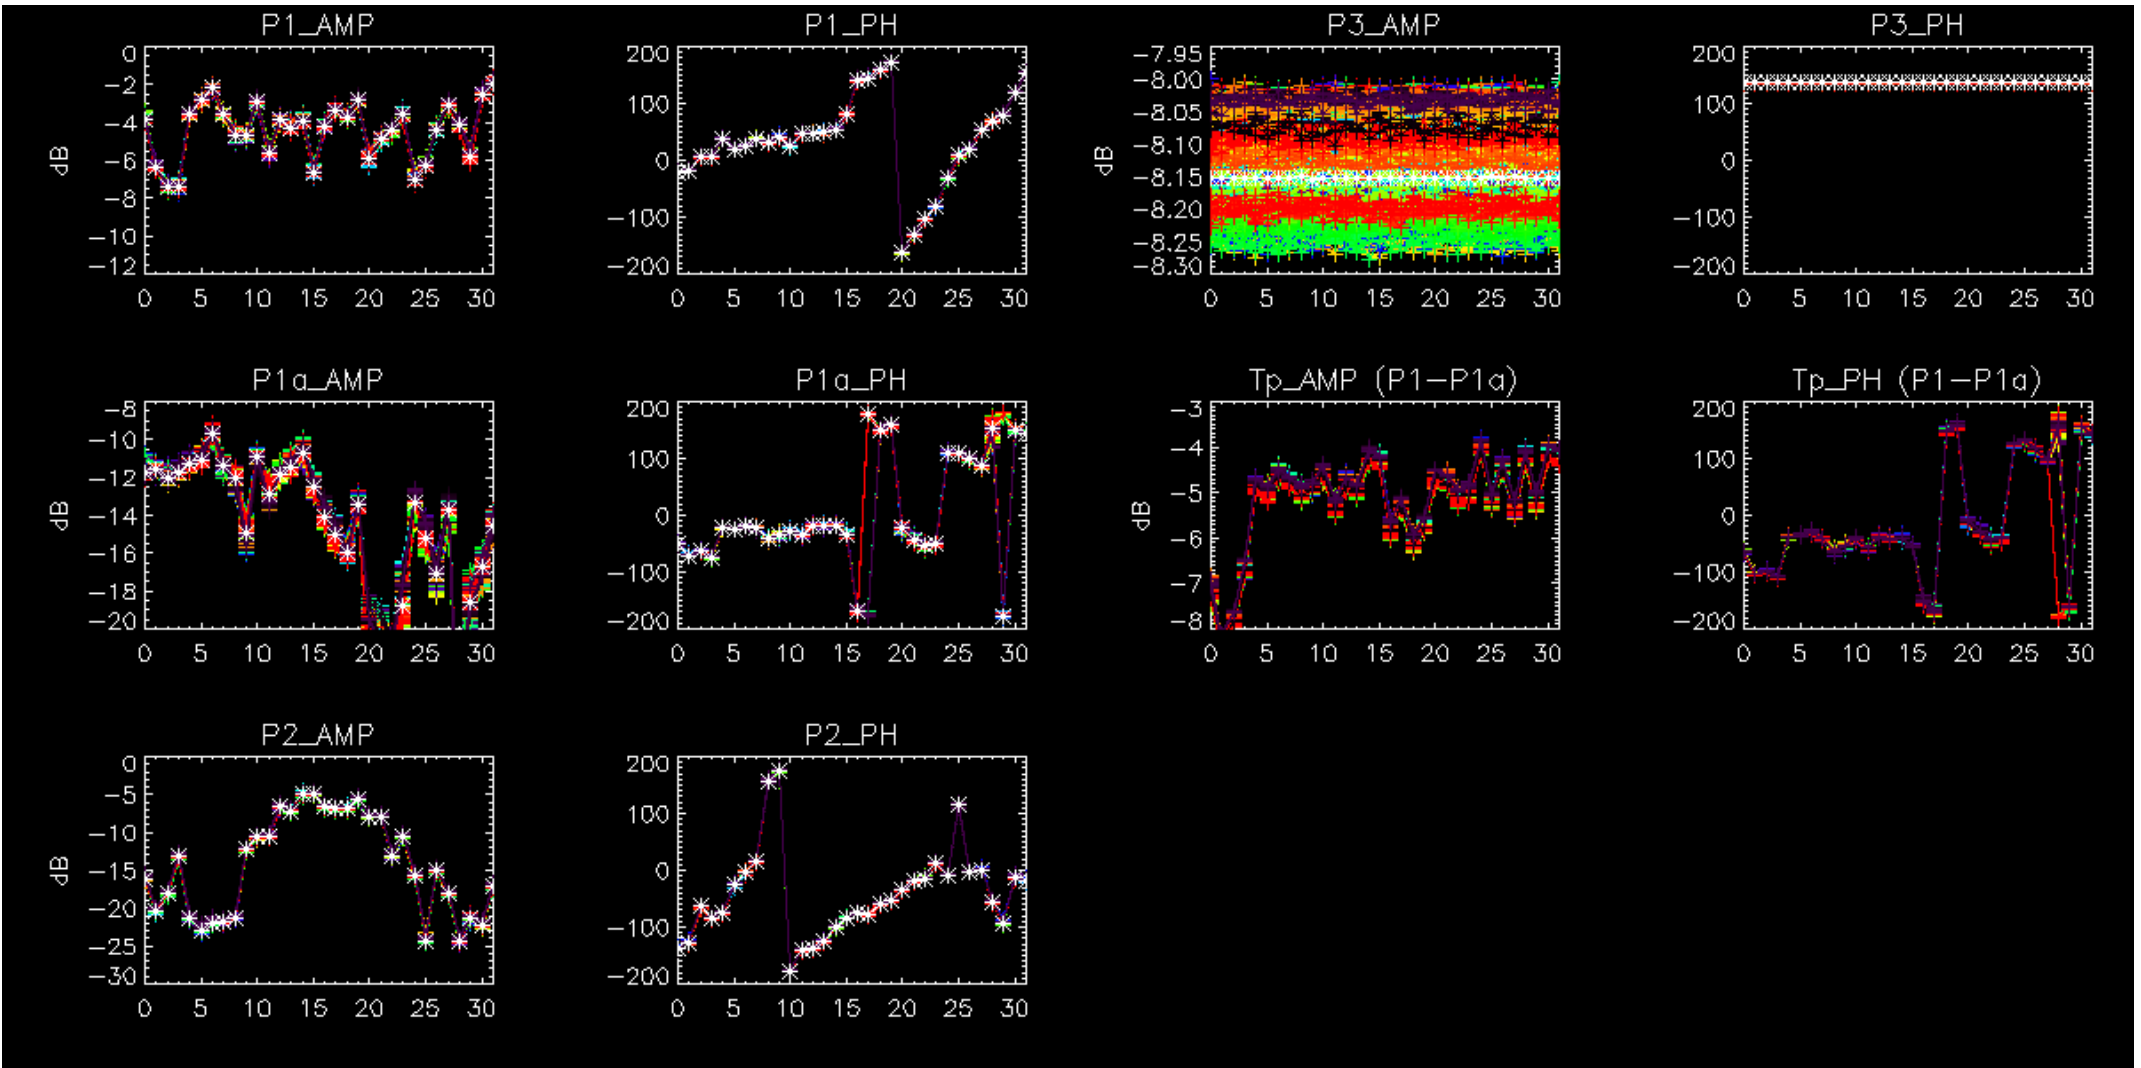 P1_AMP
dB
0
−2
−4
−6
−8
−10
−12
0 5 10 15 20 25 30
P1_PH
200
100
0
−100
−200
0 5 10 15 20 25 30
P3_AMP
dB
−7.95
−8.00
−8.05
−8.10
−8.15
−8.20
−8.25
−8.30
0 5 10 15 20 25 30
P3_PH
200
100
0
−100
−200
0 5 10 15 20 25 30
P1a_AMP
dB
−8
−10
−12
−14
−16
−18
−20
0 5 10 15 20 25 30
P1a_PH
200
100
0
−100
−200
0 5 10 15 20 25 30
Tp_AMP (P1−P1a)
dB
−3
−4
−5
−6
−7
−8
0 5 10 15 20 25 30
Tp_PH (P1−P1a)
200
100
0
−100
−200
0 5 10 15 20 25 30
P2_AMP
dB
0
−5
−10
−15
−20
−25
−30
0 5 10 15 20 25 30
P2_PH
200
100
0
−100
−200
0 5 10 15 20 25 30